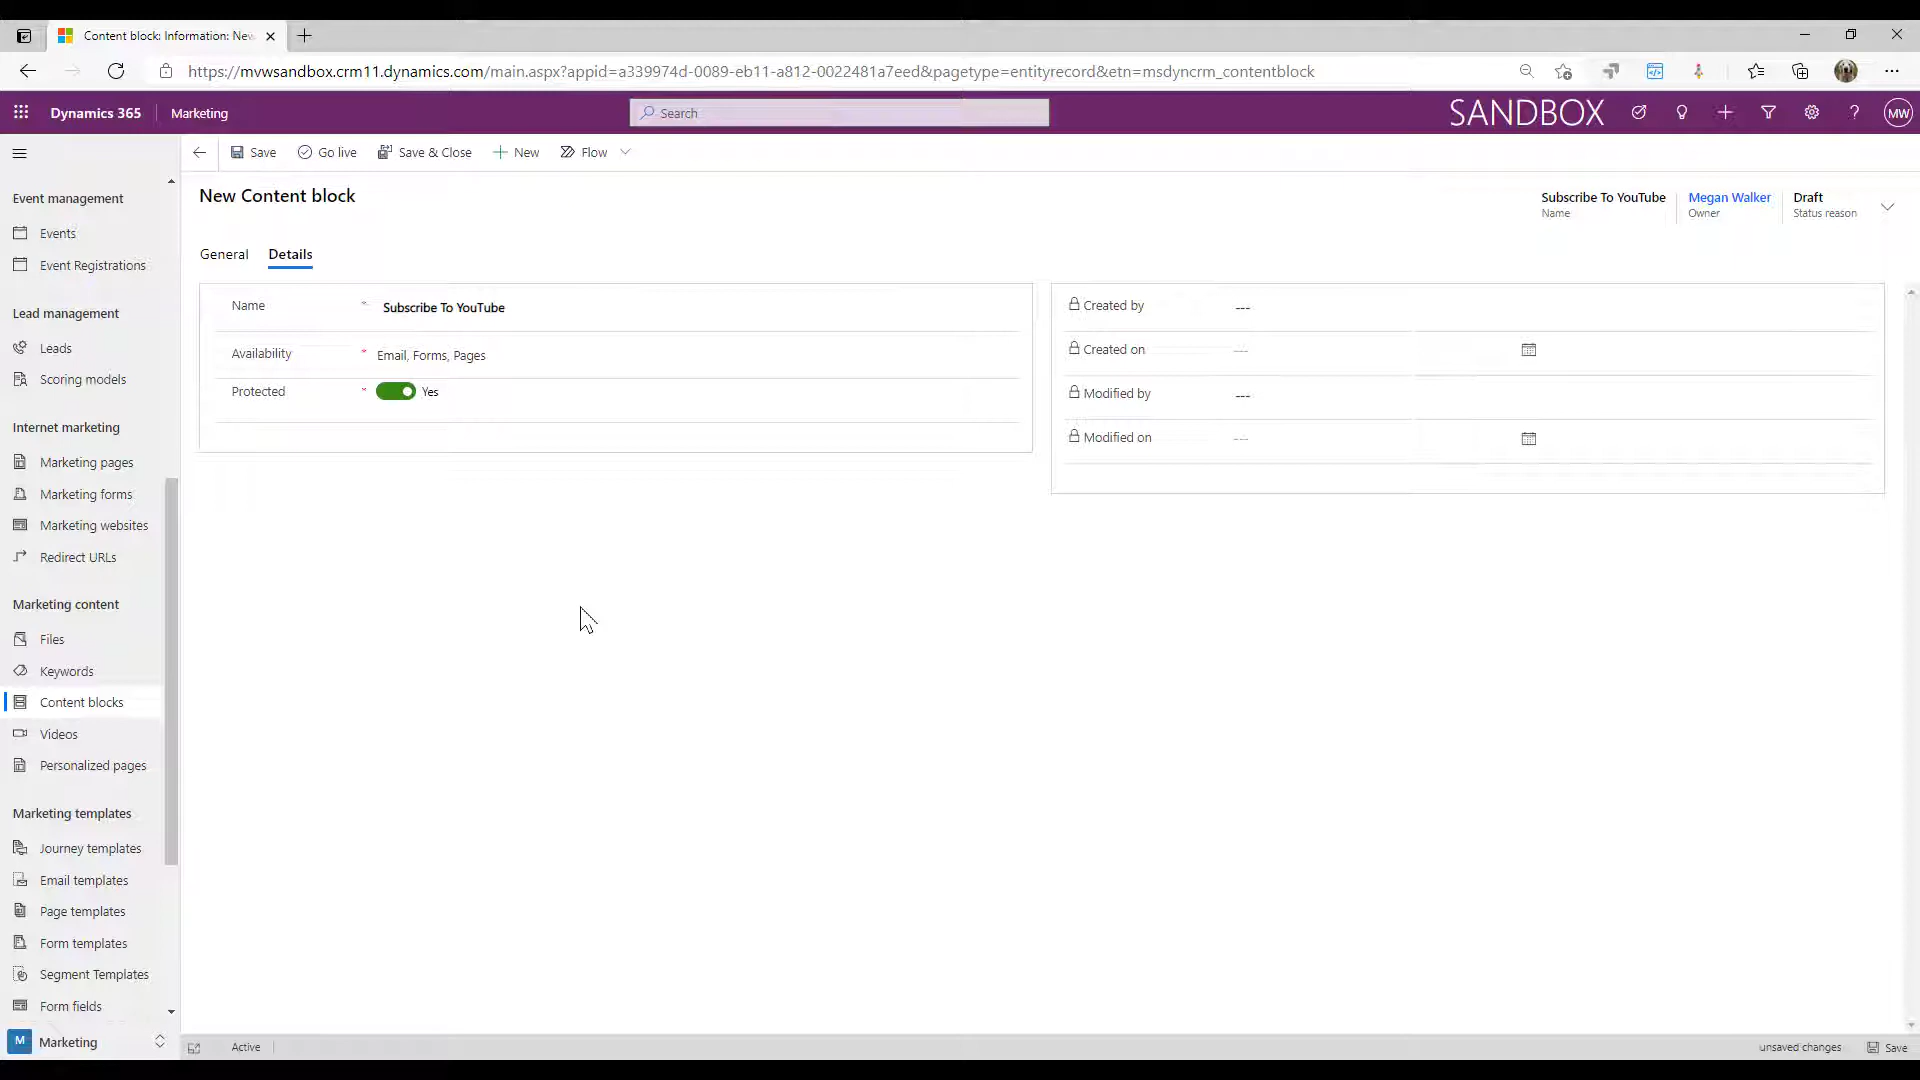 Content block: Information: New
https://mvwsandbox.crm11.dynamics.com/main.aspx?appid=a339974d-0089-eb11-a812-0022481a7eed&pagetype=entityrecord&etn=msdyncrm_contentblock
Dynamics 365
Marketing
Search
SANDBOX
MW
Save
Go live
Save & Close
New
Flow
New Content block
Subscribe To YouTube
Name
Megan Walker
Owner
Draft
Status reason
General
Details
Name
*
Subscribe To YouTube
Availability
*
Email, Forms, Pages
Protected
*
Yes
Created by
---
Created on
---
Modified by
---
Modified on
---
Event management
Events
Event Registrations
Lead management
Leads
Scoring models
Internet marketing
Marketing pages
Marketing forms
Marketing websites
Redirect URLs
Marketing content
Files
Keywords
Content blocks
Videos
Personalized pages
Marketing templates
Journey templates
Email templates
Page templates
Form templates
Segment Templates
Form fields
M
Marketing
Active
unsaved changes
Save